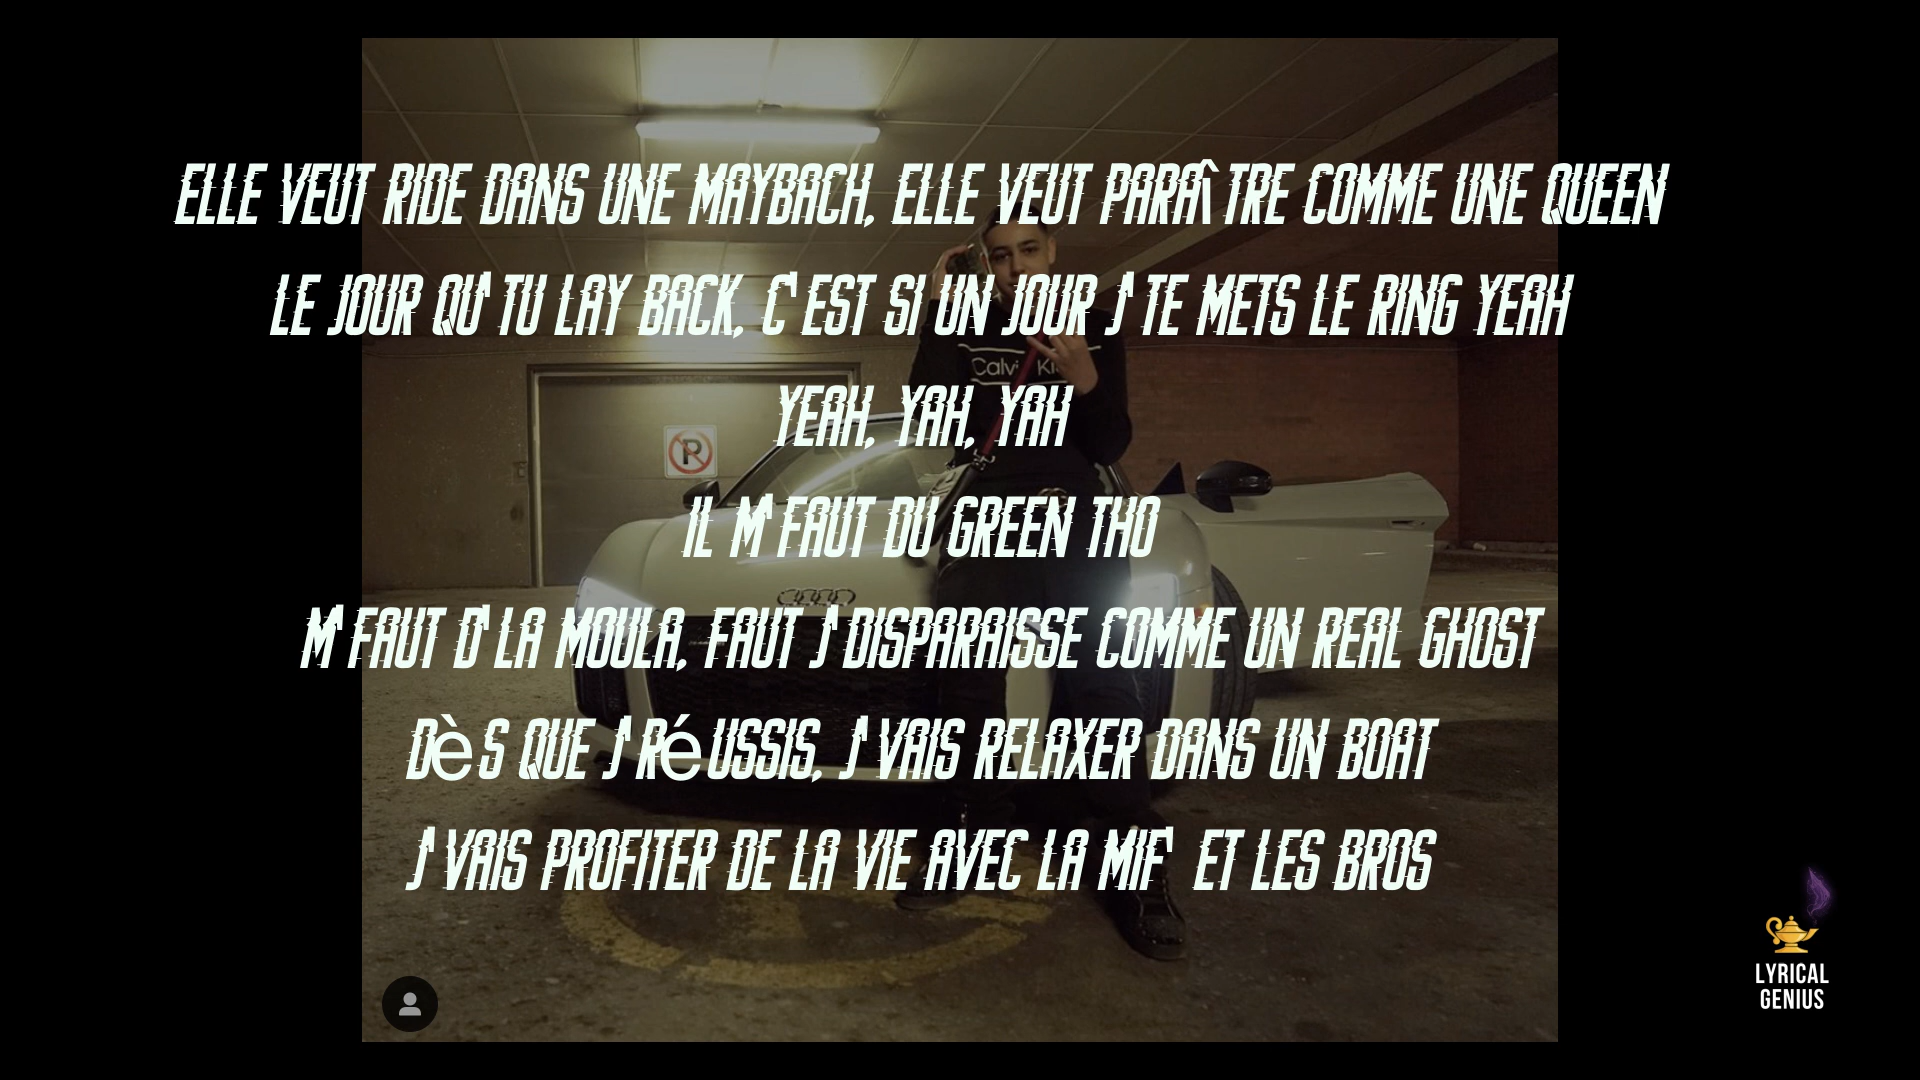 ELLE VEUT RIDE DANS UNE MAYBACH, ELLE VEUT PARAÎTRE COMME UNE QUEEN
LE JOUR QU'TU LAY BACK, C'EST SI UN JOUR J'TE METS LE RING YEAH
YEAH, YAH, YAH
IL M'FAUT DU GREEN THO
M'FAUT D'LA MOULA, FAUT J'DISPARAISSE COMME UN REAL GHOST
DèS QUE J'RéUSSIS, J'VAIS RELAXER DANS UN BOAT
J'VAIS PROFITER DE LA VIE AVEC LA MIF' ET LES BROS
Calvi Kl
P
LYRICAL
GENIUS